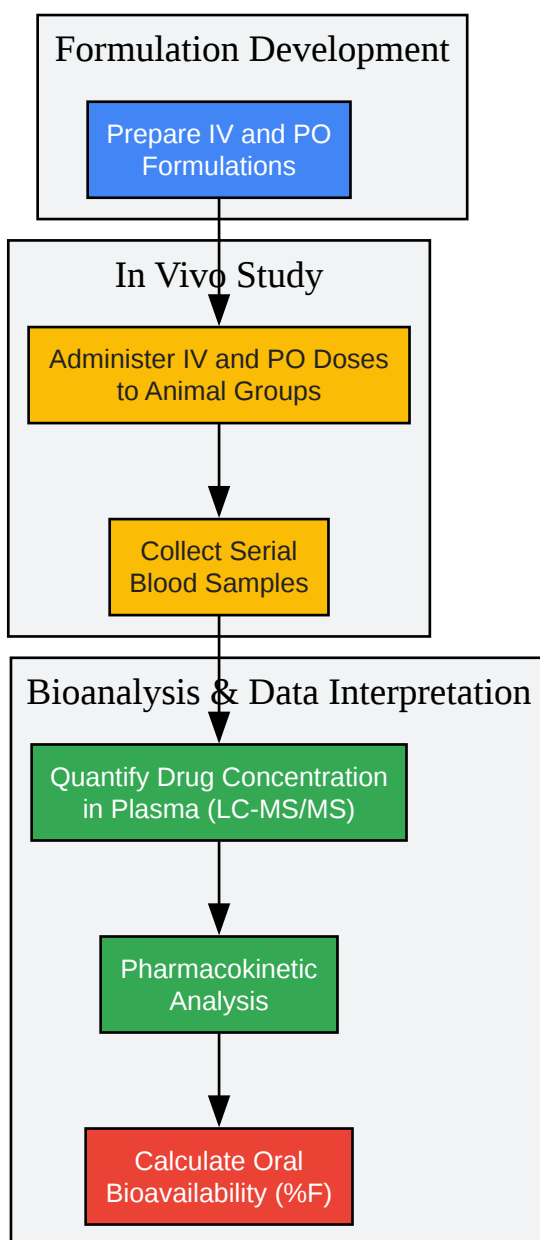 Formulation Development
Prepare IV and PO
Formulations
In Vivo Study
Administer IV and PO Doses
to Animal Groups
Collect Serial
Blood Samples
Bioanalysis & Data Interpretation
Quantify Drug Concentration
in Plasma (LC-MS/MS)
Pharmacokinetic
Analysis
Calculate Oral
Bioavailability (%F)